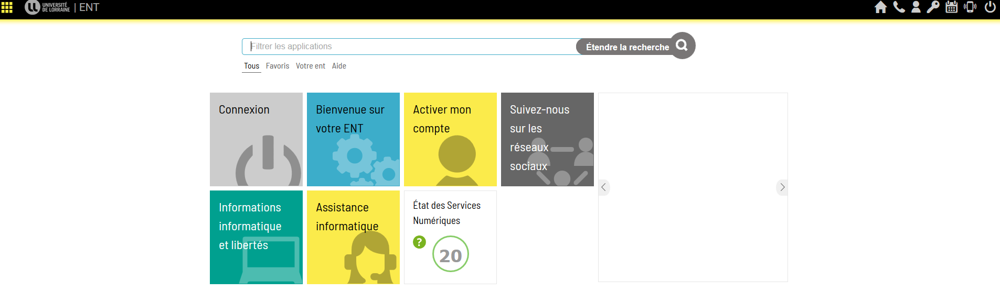 UNIVERSITÉ
DE LORRAINE | ENT
Filtrer les applications
Étendre la recherche
Tous Favoris Votre ent Aide
Connexion
Bienvenue sur
votre ENT
Activer mon
compte
Suivez-nous
sur les
réseaux
sociaux
Informations
informatique
et libertés
Assistance
informatique
État des Services
Numériques
?
20